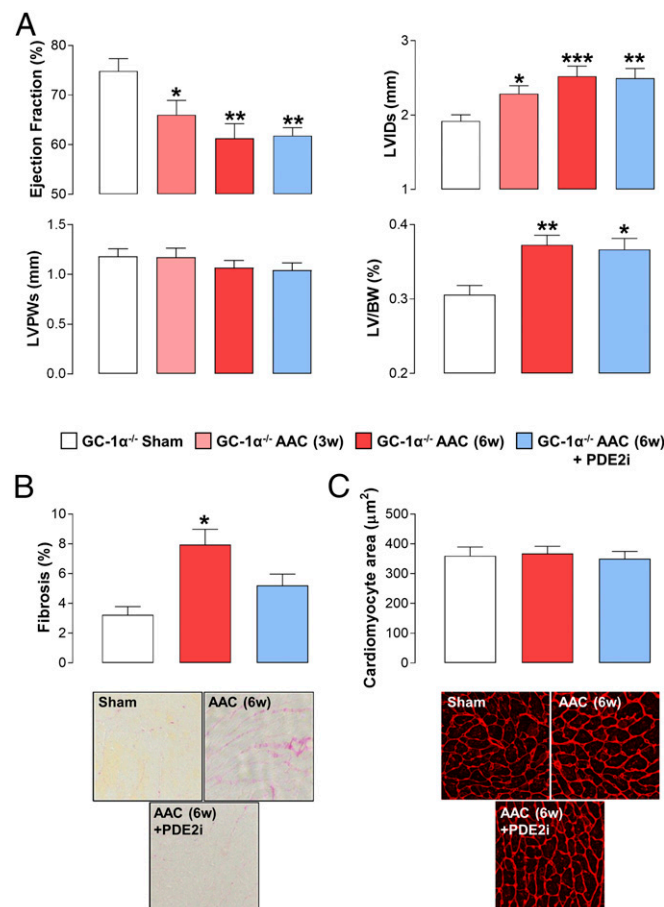 A
Ejection Fraction (%)
80
70
60
50
*
**
**
LVIDs (mm)
3
2
1
*
***
**
LVPWs (mm)
1.5
1.0
0.5
0.0
LV/BW (%)
0.4
0.3
0.2
**
*
GC-1α-/- Sham
GC-1α-/- AAC (3w)
GC-1α-/- AAC (6w)
GC-1α-/- AAC (6w)
+ PDE2i
B
Fibrosis (%)
10
8
6
4
2
0
*
Sham
AAC (6w)
AAC (6w)
+PDE2i
C
Cardiomyocyte area (μm2)
500
400
300
200
100
0
Sham
AAC (6w)
AAC (6w)
+PDE2i